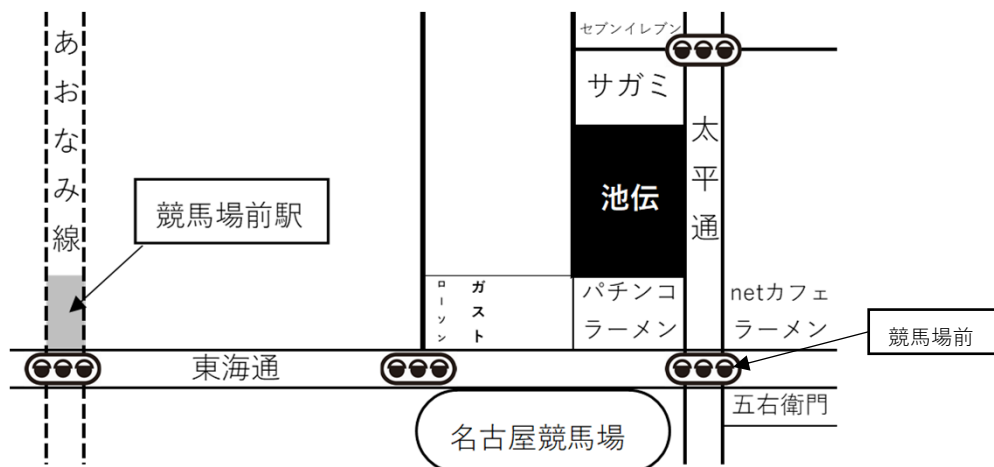 あおなみ線
競馬場前駅
セブンイレブン
サガミ
池伝
太平通
ローソン
ガスト
パチンコ
ラーメン
netカフェ
ラーメン
競馬場前
東海通
五右衛門
名古屋競馬場